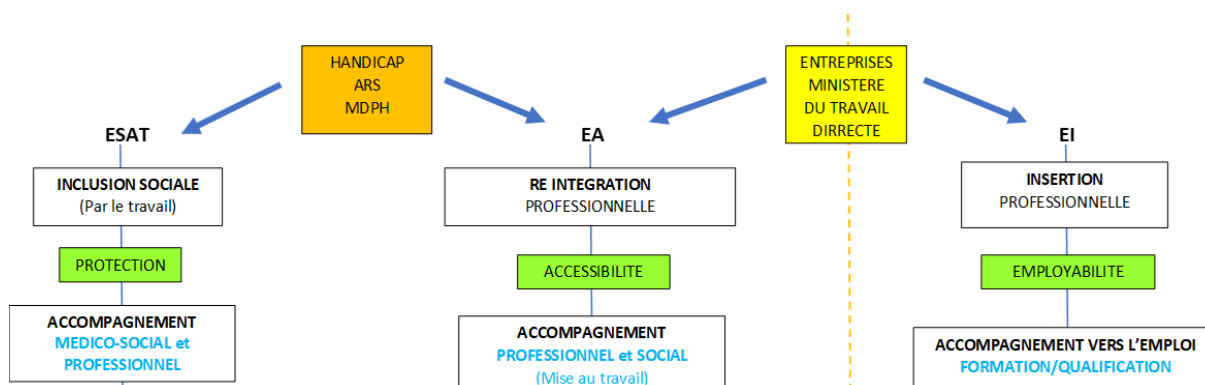 HANDICAP
ARS
MDPH
ENTREPRISES
MINISTERE
DU TRAVAIL
DIRRECTE
ESAT
EA
EI
INCLUSION SOCIALE
(Par le travail)
RE INTEGRATION
PROFESSIONNELLE
INSERTION
PROFESSIONNELLE
PROTECTION
ACCESSIBILITE
EMPLOYABILITE
ACCOMPAGNEMENT
MEDICO-SOCIAL et
PROFESSIONNEL
ACCOMPAGNEMENT
PROFESSIONNEL et SOCIAL
(Mise au travail)
ACCOMPAGNEMENT VERS L’EMPLOI
FORMATION/QUALIFICATION